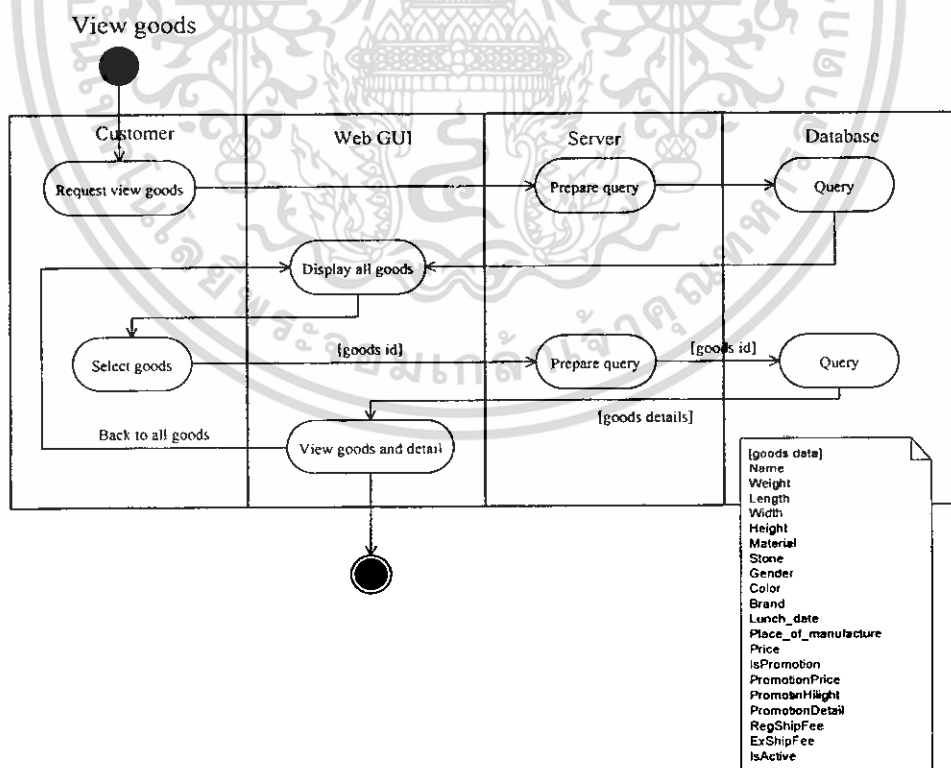 View goods
Customer
Web GUI
Server
Database
Request view goods
Prepare query
Query
Display all goods
Select goods
[goods id]
Prepare query
[goods id]
Query
[goods details]
Back to all goods
View goods and detail
[goods data]
Name
Weight
Length
Width
Height
Material
Stone
Gender
Color
Brand
Lunch_date
Place_of_manufacture
Price
IsPromotion
PromotionPrice
PromotinHilight
PromotionDetail
RegShipFee
ExShipFee
IsActive